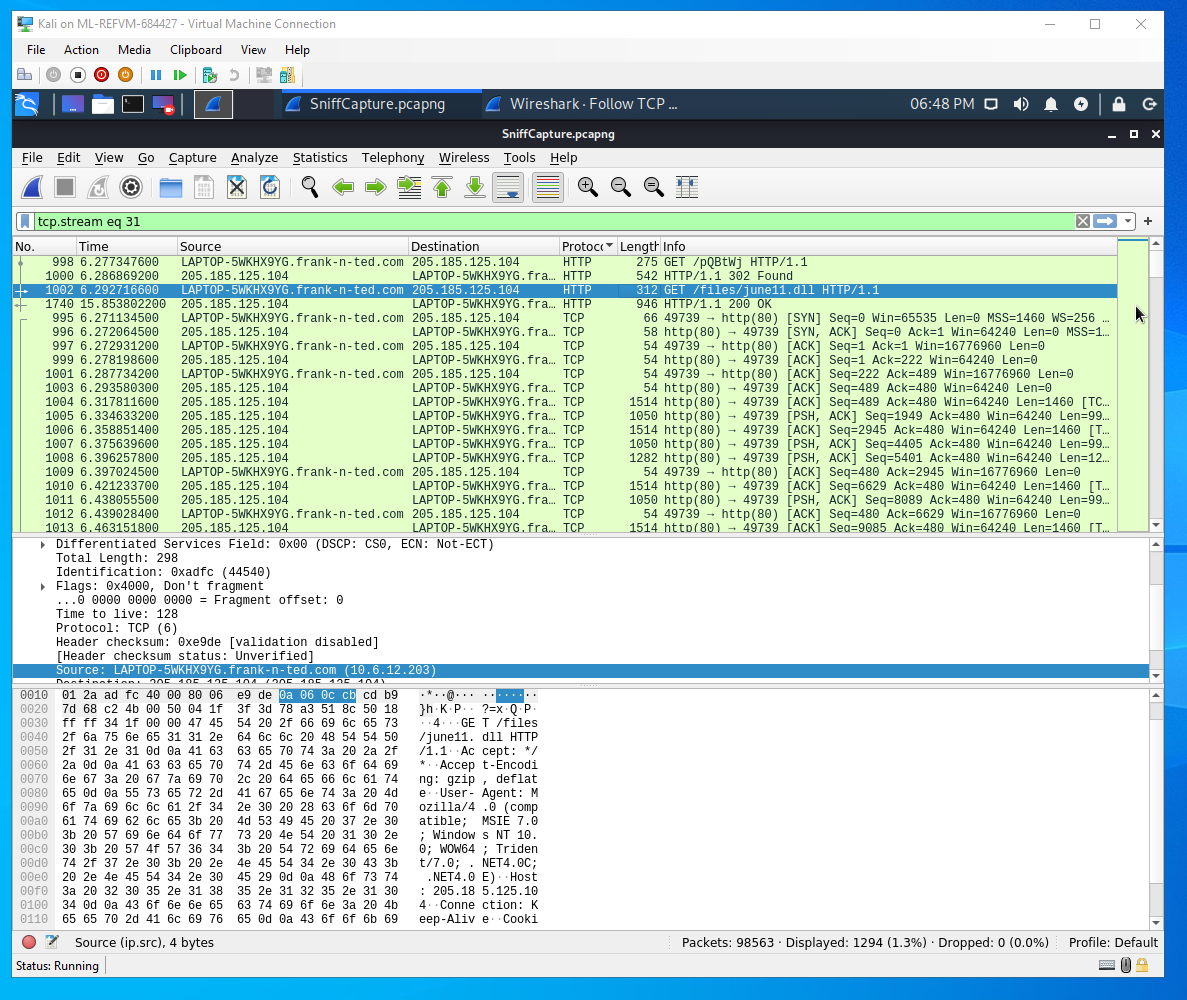 Kali on ML-REFVM-684427 - Virtual Machine Connection
File Action Media Clipboard View Help
SniffCapture.pcapng Wireshark · Follow TCP ... 06:48 PM
SniffCapture.pcapng
File Edit View Go Capture Analyze Statistics Telephony Wireless Tools Help
tcp.stream eq 31
No. Time Source Destination Protocc Length Info
998 6.277347600 LAPTOP-5WKHX9YG.frank-n-ted.com 205.185.125.104 HTTP 275 GET /pQBtWj HTTP/1.1
1000 6.286869200 205.185.125.104 LAPTOP-5WKHX9YG.fra… HTTP 542 HTTP/1.1 302 Found
1002 6.292716600 LAPTOP-5WKHX9YG.frank-n-ted.com 205.185.125.104 HTTP 312 GET /files/june11.dll HTTP/1.1
1740 15.853802200 205.185.125.104 LAPTOP-5WKHX9YG.fra… HTTP 946 HTTP/1.1 200 OK
995 6.271134500 LAPTOP-5WKHX9YG.frank-n-ted.com 205.185.125.104 TCP 66 49739 → http(80) [SYN] Seq=0 Win=65535 Len=0 MSS=1460 WS=256 …
996 6.272064500 205.185.125.104 LAPTOP-5WKHX9YG.fra… TCP 58 http(80) → 49739 [SYN, ACK] Seq=0 Ack=1 Win=64240 Len=0 MSS=1…
997 6.272931200 LAPTOP-5WKHX9YG.frank-n-ted.com 205.185.125.104 TCP 54 49739 → http(80) [ACK] Seq=1 Ack=1 Win=16776960 Len=0
999 6.278198600 205.185.125.104 LAPTOP-5WKHX9YG.fra… TCP 54 http(80) → 49739 [ACK] Seq=1 Ack=222 Win=64240 Len=0
1001 6.287734200 LAPTOP-5WKHX9YG.frank-n-ted.com 205.185.125.104 TCP 54 49739 → http(80) [ACK] Seq=222 Ack=489 Win=16776960 Len=0
1003 6.293580300 205.185.125.104 LAPTOP-5WKHX9YG.fra… TCP 54 http(80) → 49739 [ACK] Seq=489 Ack=480 Win=64240 Len=0
1004 6.317811600 205.185.125.104 LAPTOP-5WKHX9YG.fra… TCP 1514 http(80) → 49739 [ACK] Seq=489 Ack=480 Win=64240 Len=1460 [TC…
1005 6.334633200 205.185.125.104 LAPTOP-5WKHX9YG.fra… TCP 1050 http(80) → 49739 [PSH, ACK] Seq=1949 Ack=480 Win=64240 Len=99…
1006 6.358851400 205.185.125.104 LAPTOP-5WKHX9YG.fra… TCP 1514 http(80) → 49739 [ACK] Seq=2945 Ack=480 Win=64240 Len=1460 [T…
1007 6.375639600 205.185.125.104 LAPTOP-5WKHX9YG.fra… TCP 1050 http(80) → 49739 [PSH, ACK] Seq=4405 Ack=480 Win=64240 Len=99…
1008 6.396257800 205.185.125.104 LAPTOP-5WKHX9YG.fra… TCP 1282 http(80) → 49739 [PSH, ACK] Seq=5401 Ack=480 Win=64240 Len=12…
1009 6.397024500 LAPTOP-5WKHX9YG.frank-n-ted.com 205.185.125.104 TCP 54 49739 → http(80) [ACK] Seq=480 Ack=2945 Win=16776960 Len=0
1010 6.421233700 205.185.125.104 LAPTOP-5WKHX9YG.fra… TCP 1514 http(80) → 49739 [ACK] Seq=6629 Ack=480 Win=64240 Len=1460 [T…
1011 6.438055500 205.185.125.104 LAPTOP-5WKHX9YG.fra… TCP 1050 http(80) → 49739 [PSH, ACK] Seq=8089 Ack=480 Win=64240 Len=99…
1012 6.439028400 LAPTOP-5WKHX9YG.frank-n-ted.com 205.185.125.104 TCP 54 49739 → http(80) [ACK] Seq=480 Ack=6629 Win=16776960 Len=0
1013 6.463151800 205.185.125.104 LAPTOP-5WKHX9YG.fra… TCP 1514 http(80) → 49739 [ACK] Seq=9085 Ack=480 Win=64240 Len=1460 [T…
Differentiated Services Field: 0x00 (DSCP: CS0, ECN: Not-ECT)
Total Length: 298
Identification: 0xadfc (44540)
Flags: 0x4000, Don't fragment
...0 0000 0000 0000 = Fragment offset: 0
Time to live: 128
Protocol: TCP (6)
Header checksum: 0xe9de [validation disabled]
[Header checksum status: Unverified]
Source: LAPTOP-5WKHX9YG.frank-n-ted.com (10.6.12.203)
Destination: 205.185.125.104 (205.185.125.104)
0010 01 2a ad fc 40 00 80 06 e9 de 0a 06 0c cb cd b9 ·*··@··· ········
0020 7d 68 c2 4b 00 50 04 1f 3f 3d 78 a3 51 8c 50 18 }h·K·P·· ?=x·Q·P·
0030 ff ff 34 1f 00 00 47 45 54 20 2f 66 69 6c 65 73 ··4···GE T /files
0040 2f 6a 75 6e 65 31 31 2e 64 6c 6c 20 48 54 54 50 /june11. dll HTTP
0050 2f 31 2e 31 0d 0a 41 63 63 65 70 74 3a 20 2a 2f /1.1··Ac cept: */
0060 2a 0d 0a 41 63 63 65 70 74 2d 45 6e 63 6f 64 69 *··Accep t-Encodi
0070 6e 67 3a 20 67 7a 69 70 2c 20 64 65 66 6c 61 74 ng: gzip , deflat
0080 65 0d 0a 55 73 65 72 2d 41 67 65 6e 74 3a 20 4d e··User- Agent: M
0090 6f 7a 69 6c 6c 61 2f 34 2e 30 20 28 63 6f 6d 70 ozilla/4 .0 (comp
00a0 61 74 69 62 6c 65 3b 20 4d 53 49 45 20 37 2e 30 atible;  MSIE 7.0
00b0 3b 20 57 69 6e 64 6f 77 73 20 4e 54 20 31 30 2e ; Window s NT 10.
00c0 30 3b 20 57 4f 57 36 34 3b 20 54 72 69 64 65 6e 0; WOW64 ; Triden
00d0 74 2f 37 2e 30 3b 20 2e 4e 45 54 34 2e 30 43 3b t/7.0; . NET4.0C;
00e0 20 2e 4e 45 54 34 2e 30 45 29 0d 0a 48 6f 73 74  .NET4.0 E)··Host
00f0 3a 20 32 30 35 2e 31 38 35 2e 31 32 35 2e 31 30 : 205.18 5.125.10
0100 34 0d 0a 43 6f 6e 6e 65 63 74 69 6f 6e 3a 20 4b 4··Conne ction: K
0110 65 65 70 2d 41 6c 69 76 65 0d 0a 43 6f 6f 6b 69 eep-Aliv e··Cooki
Source (ip.src), 4 bytes Packets: 98563 · Displayed: 1294 (1.3%) · Dropped: 0 (0.0%) Profile: Default
Status: Running